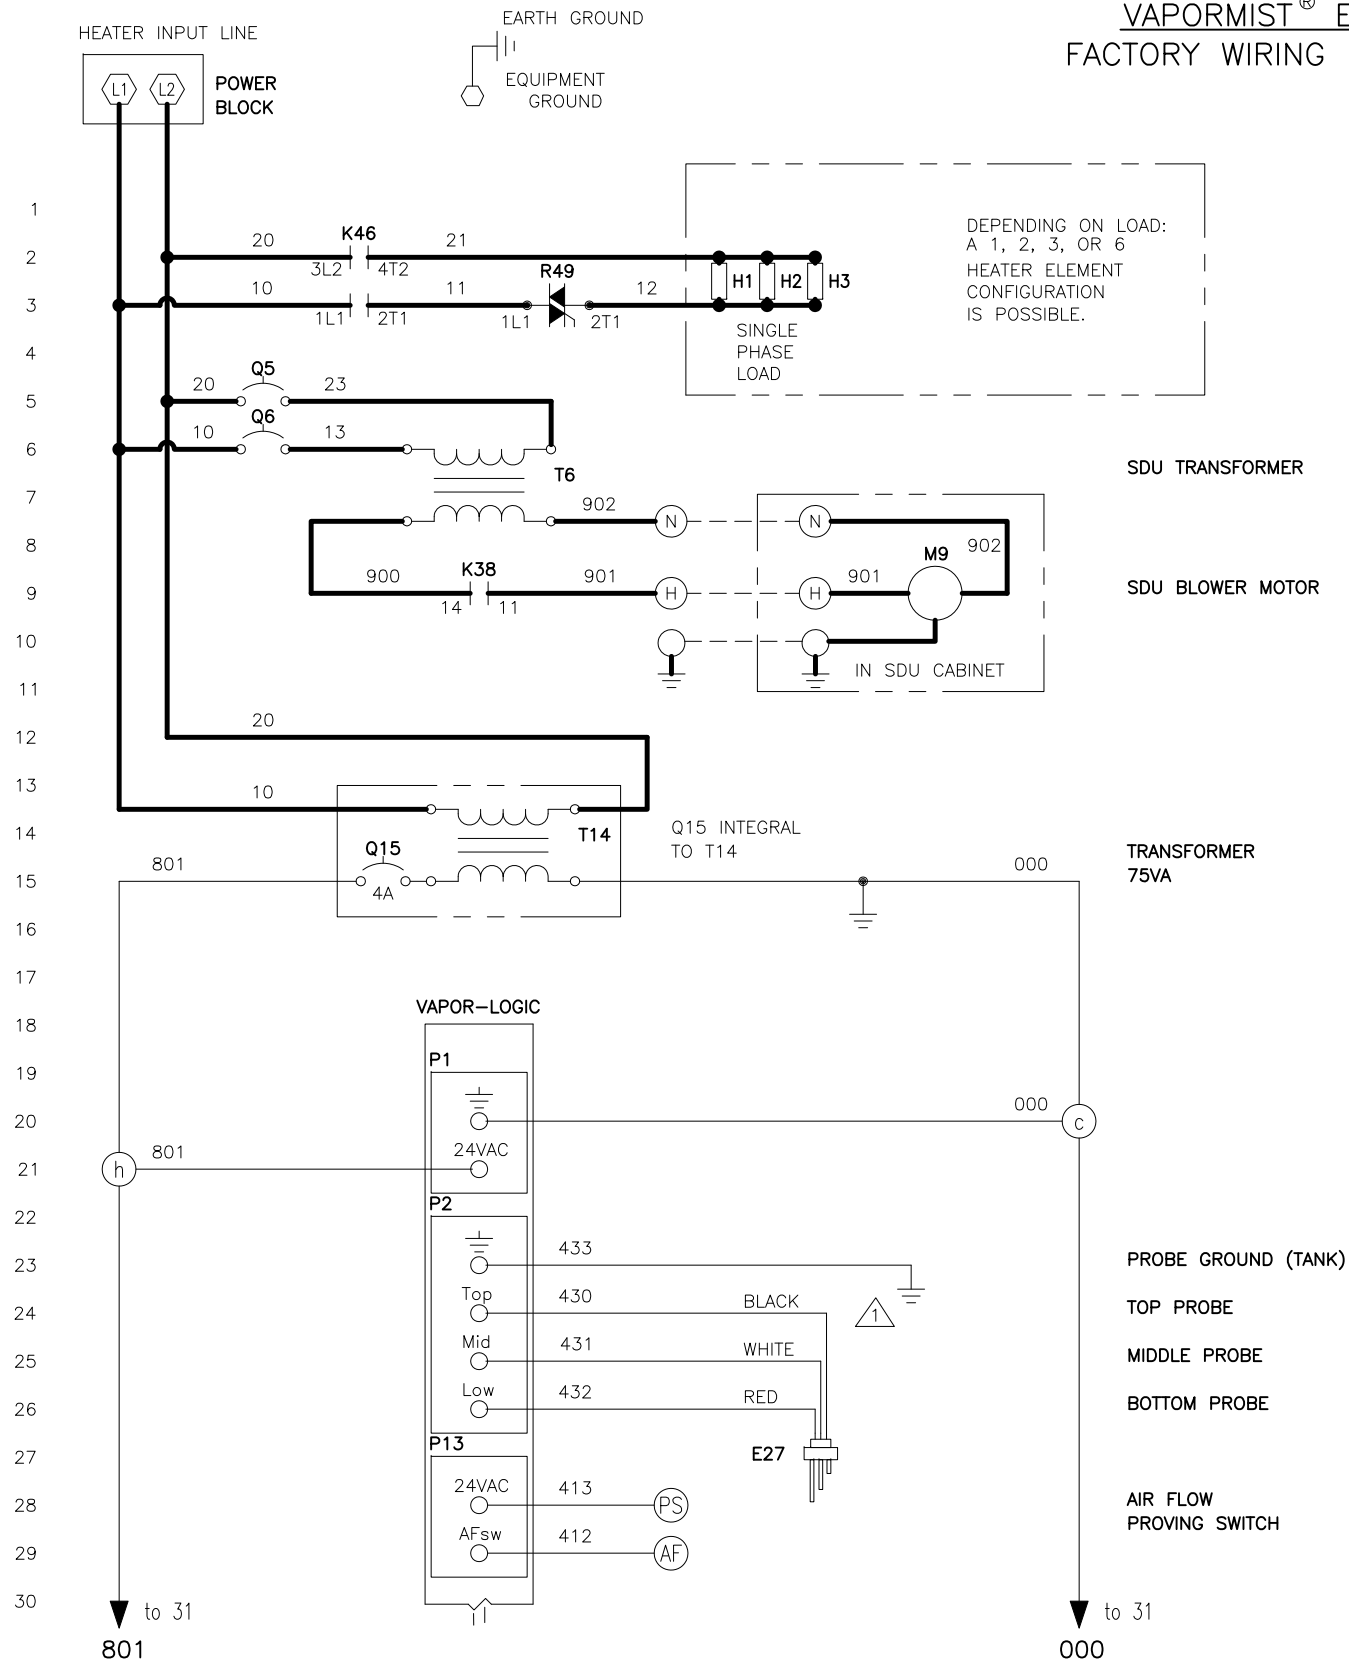 VAPORMIST® E
FACTORY WIRING
HEATER INPUT LINE
L1 L2
POWER
BLOCK
EARTH GROUND
EQUIPMENT
GROUND
1
2
20 K46 21
3L2 4T2
H1 H2 H3
DEPENDING ON LOAD:
A 1, 2, 3, OR 6
HEATER ELEMENT
CONFIGURATION
IS POSSIBLE.
3
10 11 R49 12
1L1 2T1 1L1 2T1
SINGLE
PHASE
LOAD
4
5
20 Q5 23
6
10 Q6 13
T6
SDU TRANSFORMER
7
902 N N
8
902
9
900 K38 901 H H 901 M9
14 11
SDU BLOWER MOTOR
10
IN SDU CABINET
11
12
20
13
10
14
T14
Q15 INTEGRAL
TO T14
TRANSFORMER
75VA
15
801 Q15 000
4A
16
17
18
VAPOR-LOGIC
19
P1
20
000 c
21
h 801 24VAC
22
P2
23
433
PROBE GROUND (TANK)
24
Top 430 BLACK 1
TOP PROBE
25
Mid 431 WHITE
MIDDLE PROBE
26
Low 432 RED
BOTTOM PROBE
27
P13 E27
28
24VAC 413 PS
AIR FLOW
PROVING SWITCH
29
AFsw 412 AF
30
to 31 to 31
801 000